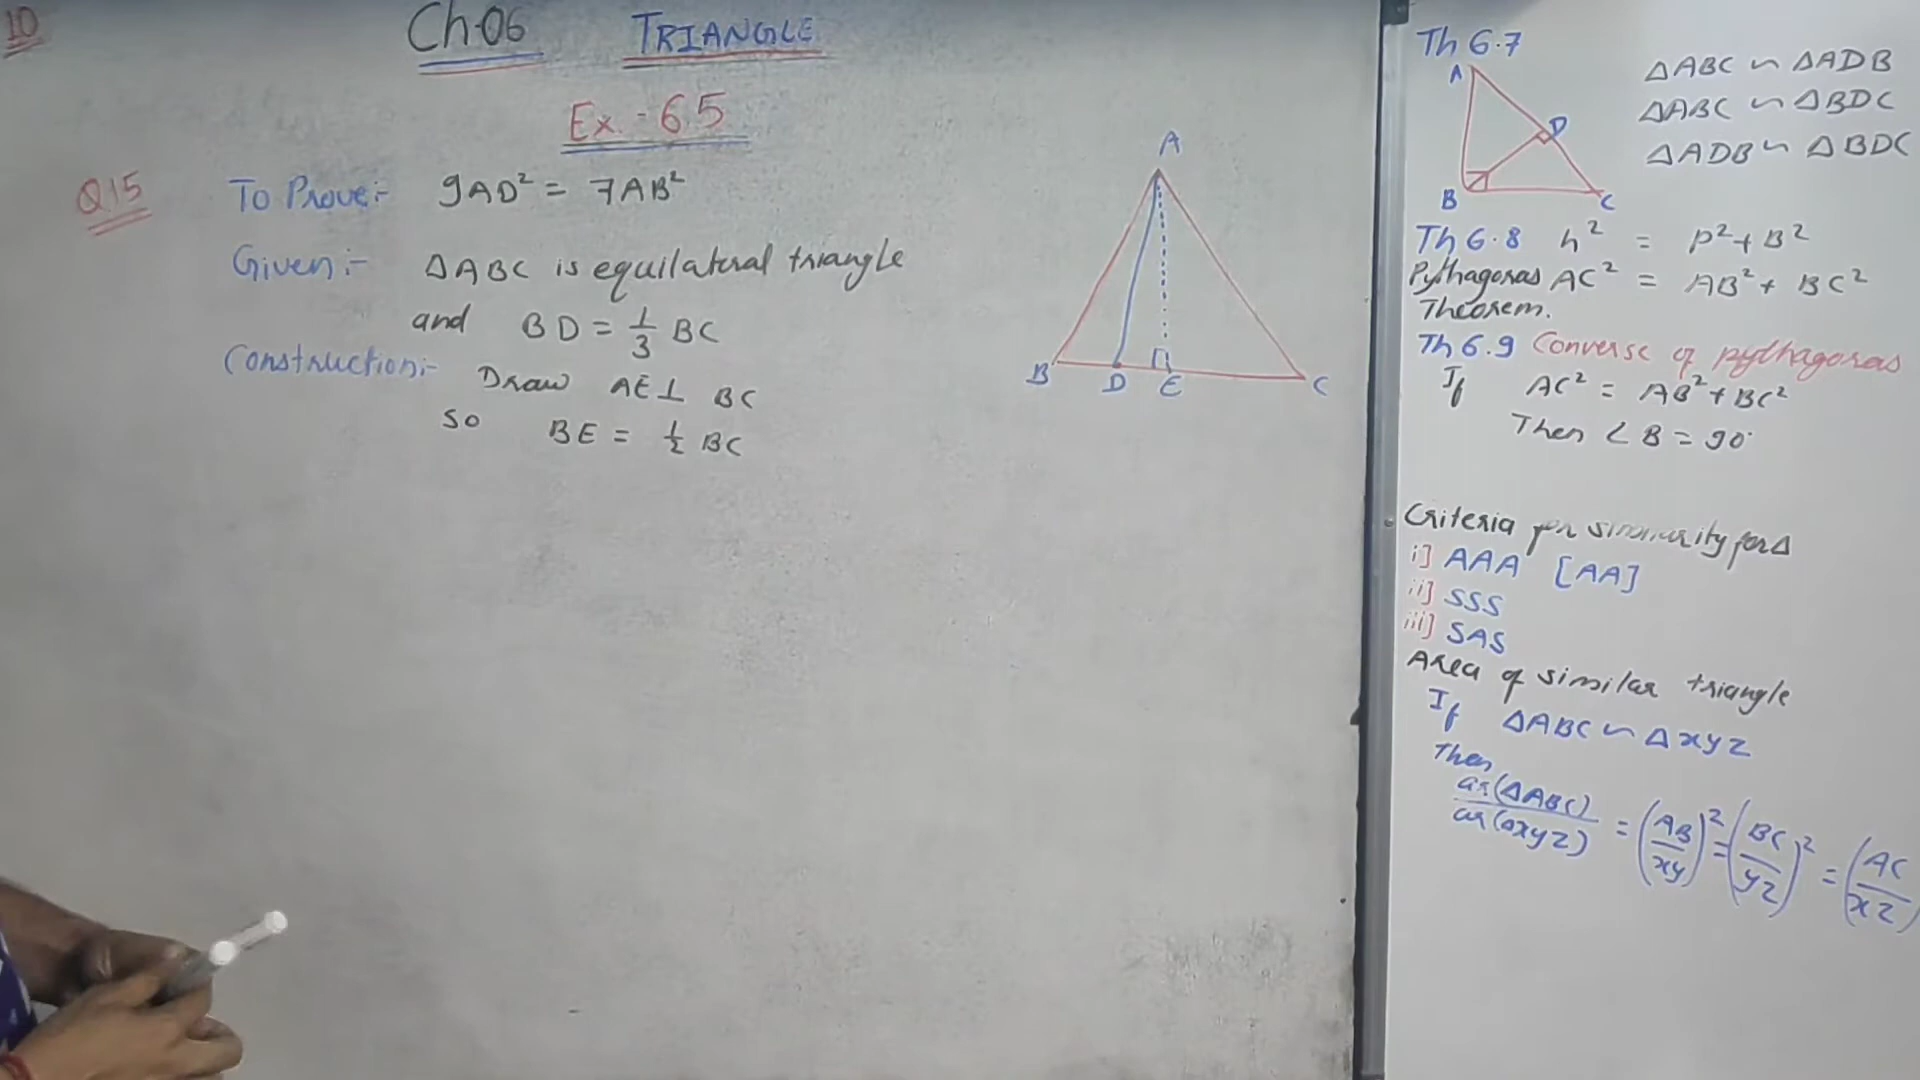 10
Ch-06 TRIANGLE
Ex. - 6.5
Q15 To Prove:- 9AD² = 7AB²
Given:- ΔABC is equilateral triangle
and BD = 1/3 BC
Construction:- Draw AE⊥ BC
so BE = 1/2 BC
A
B D E C
Th 6.7
A
D
B C
ΔABC ~ ΔADB
ΔABC ~ ΔBDC
ΔADB ~ ΔBDC
Th 6.8 h² = P²+B²
Pythagoras AC² = AB²+ BC²
Theorem.
Th 6.9 Converse of pythagoras
If AC² = AB²+BC²
Then ∠B = 90°
Criteria for similarity for Δ
i] AAA [AA]
ii] SSS
iii] SAS
Area of similar triangle
If ΔABC ~ Δxyz
Then
ar(ΔABC)/ar(Δxyz) = (AB/xy)² = (BC/yz)² = (AC/xz)